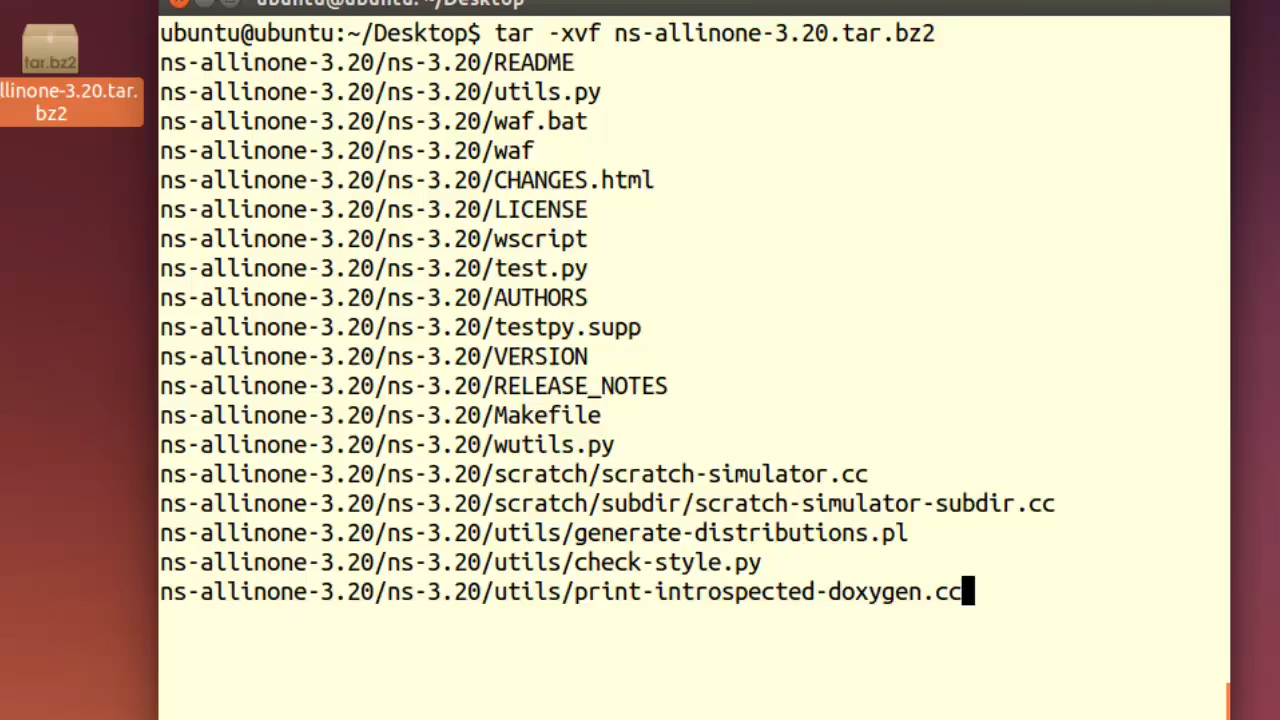 ubuntu@ubuntu: ~/Desktop
tar.bz2
llinone-3.20.tar.
bz2
ubuntu@ubuntu:~/Desktop$ tar -xvf ns-allinone-3.20.tar.bz2
ns-allinone-3.20/ns-3.20/README
ns-allinone-3.20/ns-3.20/utils.py
ns-allinone-3.20/ns-3.20/waf.bat
ns-allinone-3.20/ns-3.20/waf
ns-allinone-3.20/ns-3.20/CHANGES.html
ns-allinone-3.20/ns-3.20/LICENSE
ns-allinone-3.20/ns-3.20/wscript
ns-allinone-3.20/ns-3.20/test.py
ns-allinone-3.20/ns-3.20/AUTHORS
ns-allinone-3.20/ns-3.20/testpy.supp
ns-allinone-3.20/ns-3.20/VERSION
ns-allinone-3.20/ns-3.20/RELEASE_NOTES
ns-allinone-3.20/ns-3.20/Makefile
ns-allinone-3.20/ns-3.20/wutils.py
ns-allinone-3.20/ns-3.20/scratch/scratch-simulator.cc
ns-allinone-3.20/ns-3.20/scratch/subdir/scratch-simulator-subdir.cc
ns-allinone-3.20/ns-3.20/utils/generate-distributions.pl
ns-allinone-3.20/ns-3.20/utils/check-style.py
ns-allinone-3.20/ns-3.20/utils/print-introspected-doxygen.cc